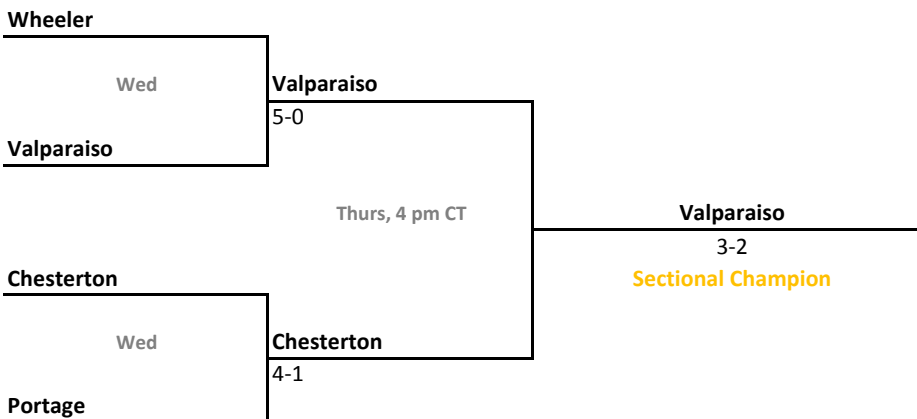 Wheeler
Wed
Valparaiso
5-0
Valparaiso
Thurs, 4 pm CT
Valparaiso
3-2
Sectional Champion
Chesterton
Wed
Chesterton
4-1
Portage